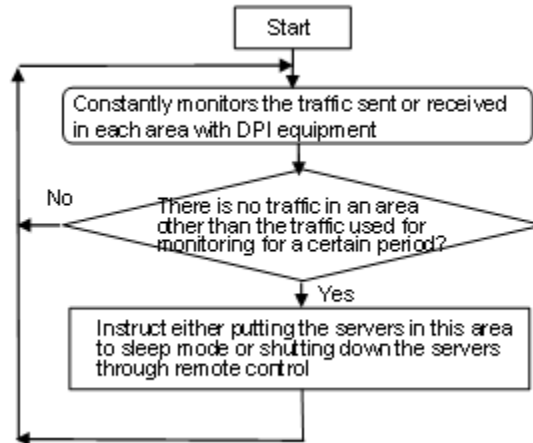 Start
Constantly monitors the traffic sent or received
in each area with DPI equipment
No
There is no traffic in an area
other than the traffic used for
monitoring for a certain period?
Yes
Instruct either putting the servers in this area
to sleep mode or shutting down the servers
through remote control